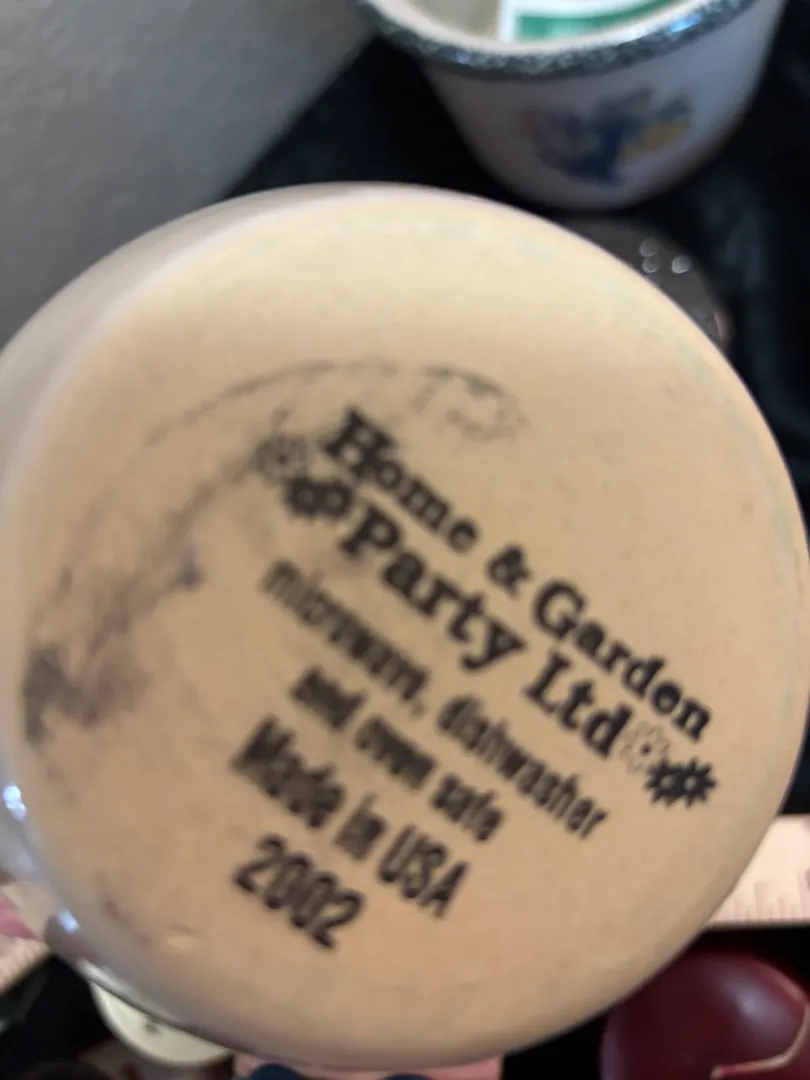 Home & Garden
Party Ltd
microwave, dishwasher
and oven safe
Made in USA
2002